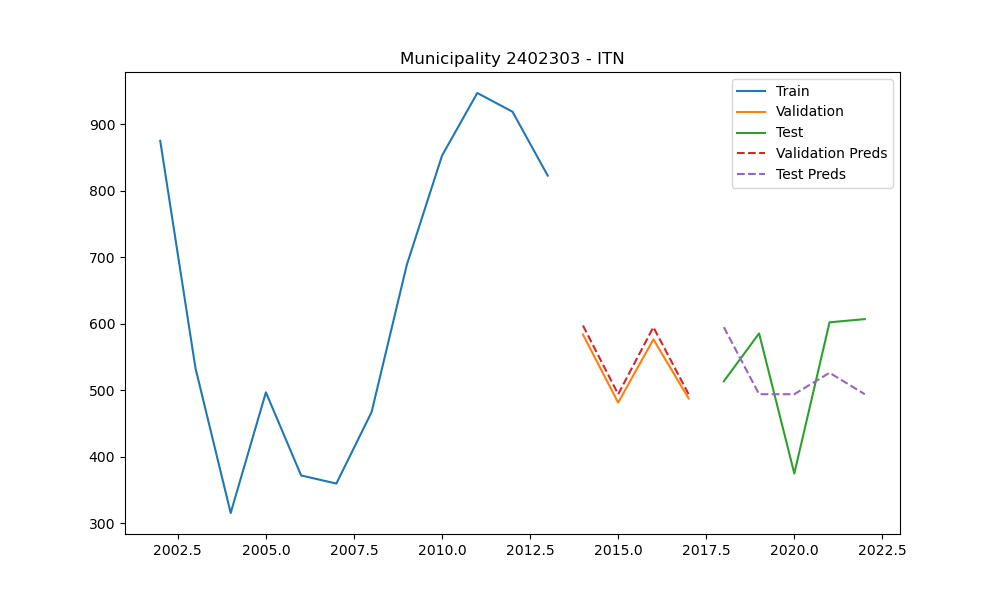 Municipality 2402303 - ITN
Train
Validation
Test
Validation Preds
Test Preds
900
800
700
600
500
400
300
2002.5 2005.0 2007.5 2010.0 2012.5 2015.0 2017.5 2020.0 2022.5